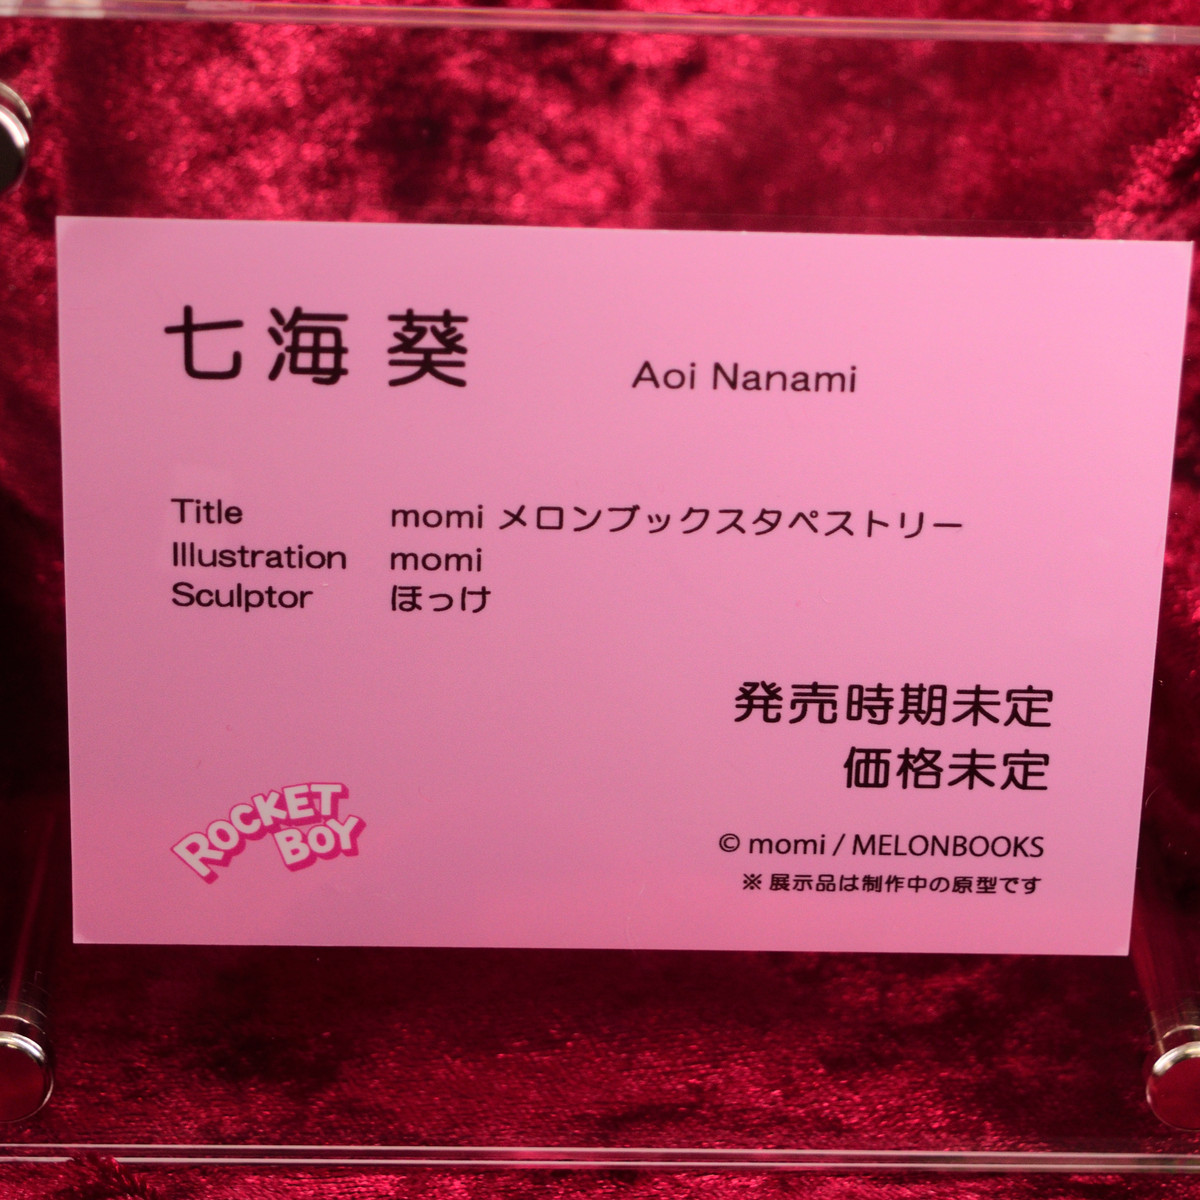 七海 葵 Aoi Nanami
Title momi メロンブックスタペストリー
Illustration momi
Sculptor ほっけ
発売時期未定
価格未定
ROCKET
BOY
© momi / MELONBOOKS
※ 展示品は制作中の原型です